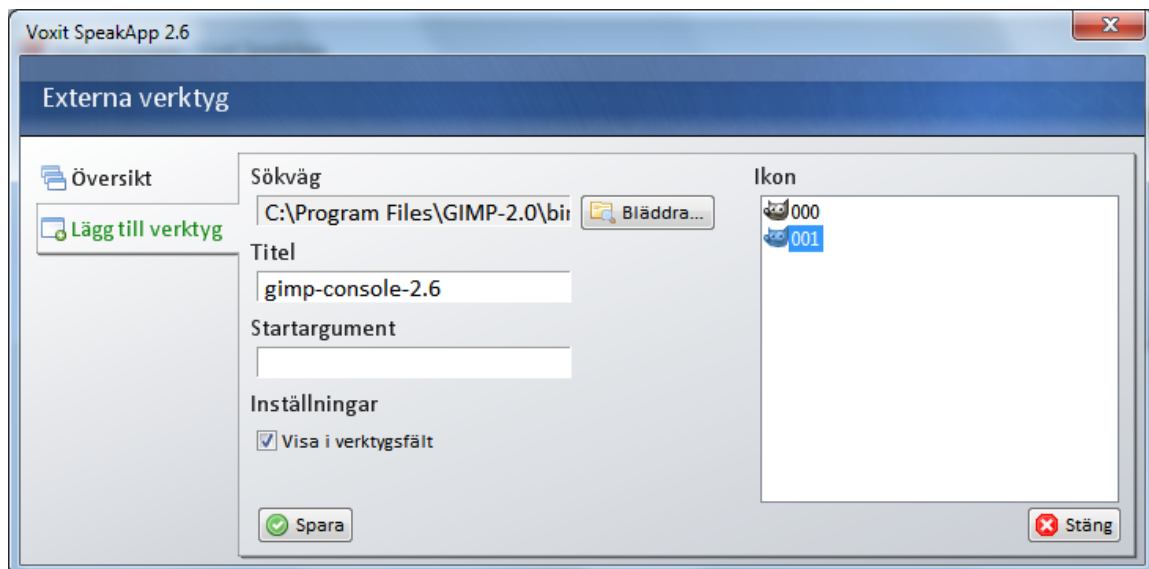 Voxit SpeakApp 2.6
Externa verktyg
Översikt
Lägg till verktyg
Sökväg
C:\Program Files\GIMP-2.0\bin
Bläddra...
Titel
gimp-console-2.6
Startargument
Inställningar
Visa i verktygsfält
Spara
Ikon
000
001
Stäng